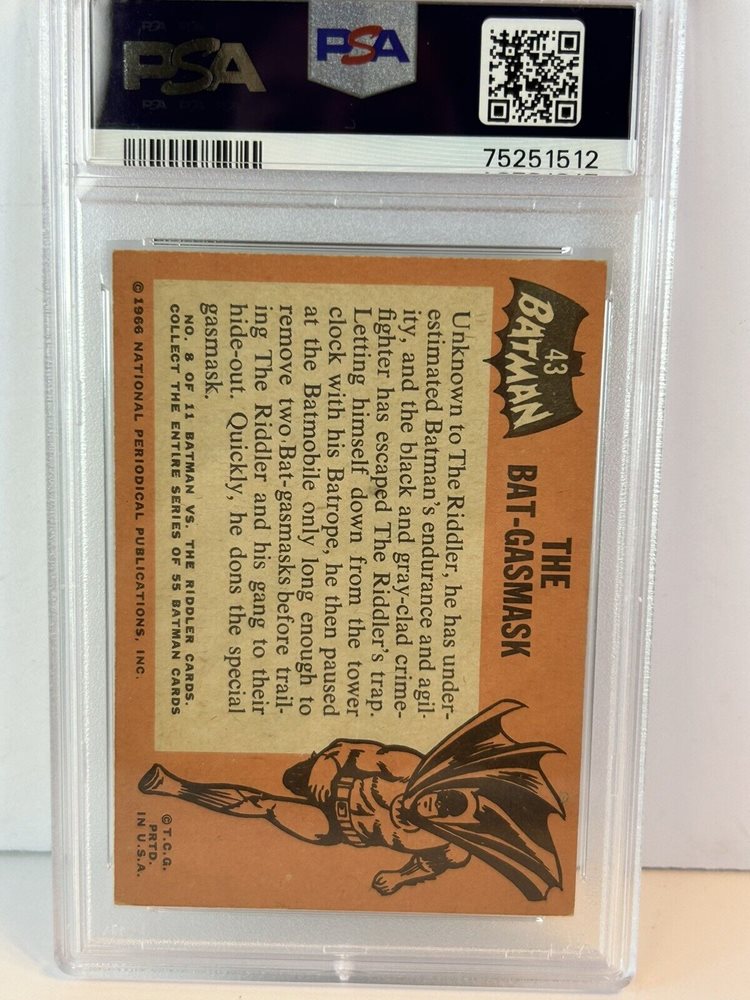 PSA
PSA
75251512
BATMAN
43
THE
BAT-GASMASK
Unknown to The Riddler, he has under-
estimated Batman's endurance and agil-
ity, and the black and gray-clad crime-
fighter has escaped The Riddler's trap.
Letting himself down from the tower
clock with his Batrope, he then paused
at the Batmobile only long enough to
remove two Bat-gasmasks before trail-
ing The Riddler and his gang to their
hide-out. Quickly, he dons the special
gasmask.
NO. 8 OF 11 BATMAN VS. THE RIDDLER CARDS.
COLLECT THE ENTIRE SERIES OF 55 BATMAN CARDS
©1966 NATIONAL PERIODICAL PUBLICATIONS, INC.
©T.C.G.
PRTD.
IN U.S.A.